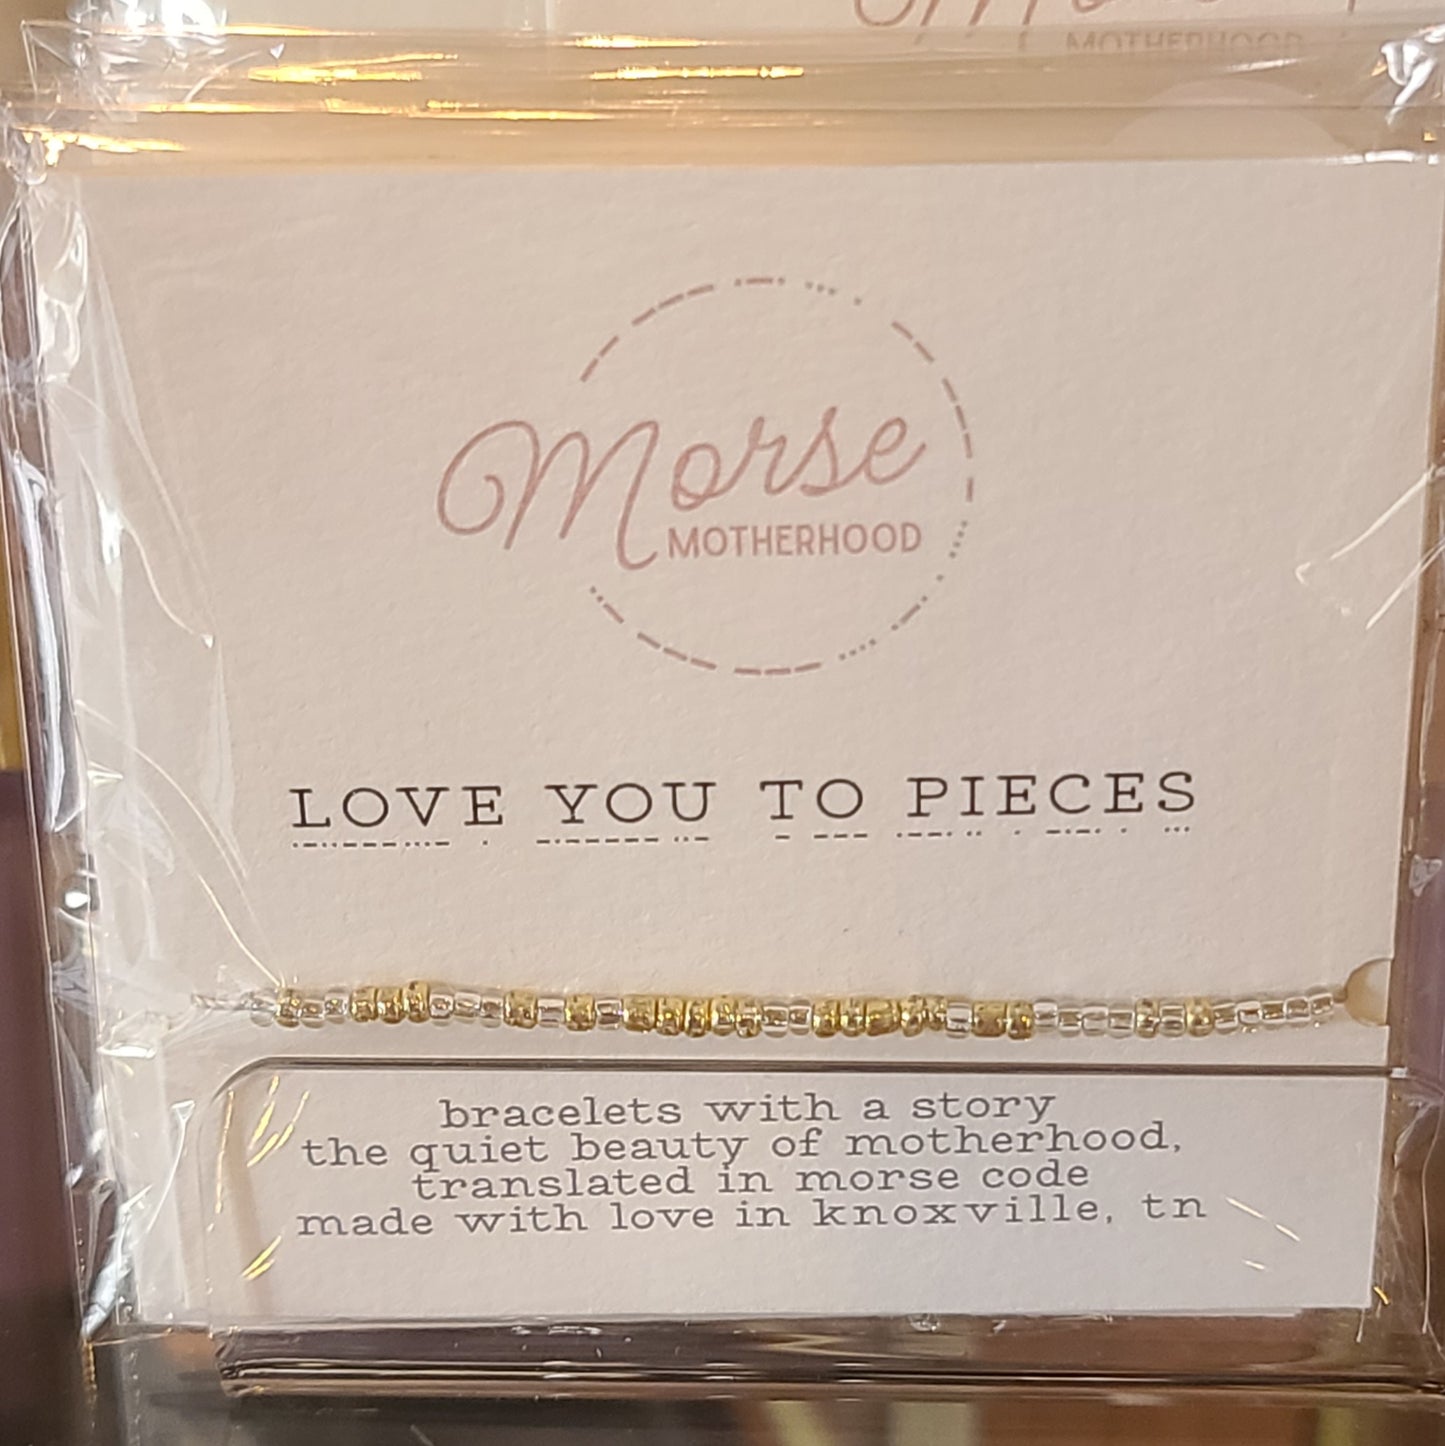 MOTHERHOOD
Morse
MOTHERHOOD
LOVE YOU TO PIECES
bracelets with a story
the quiet beauty of motherhood,
translated in morse code
made with love in knoxville, tn